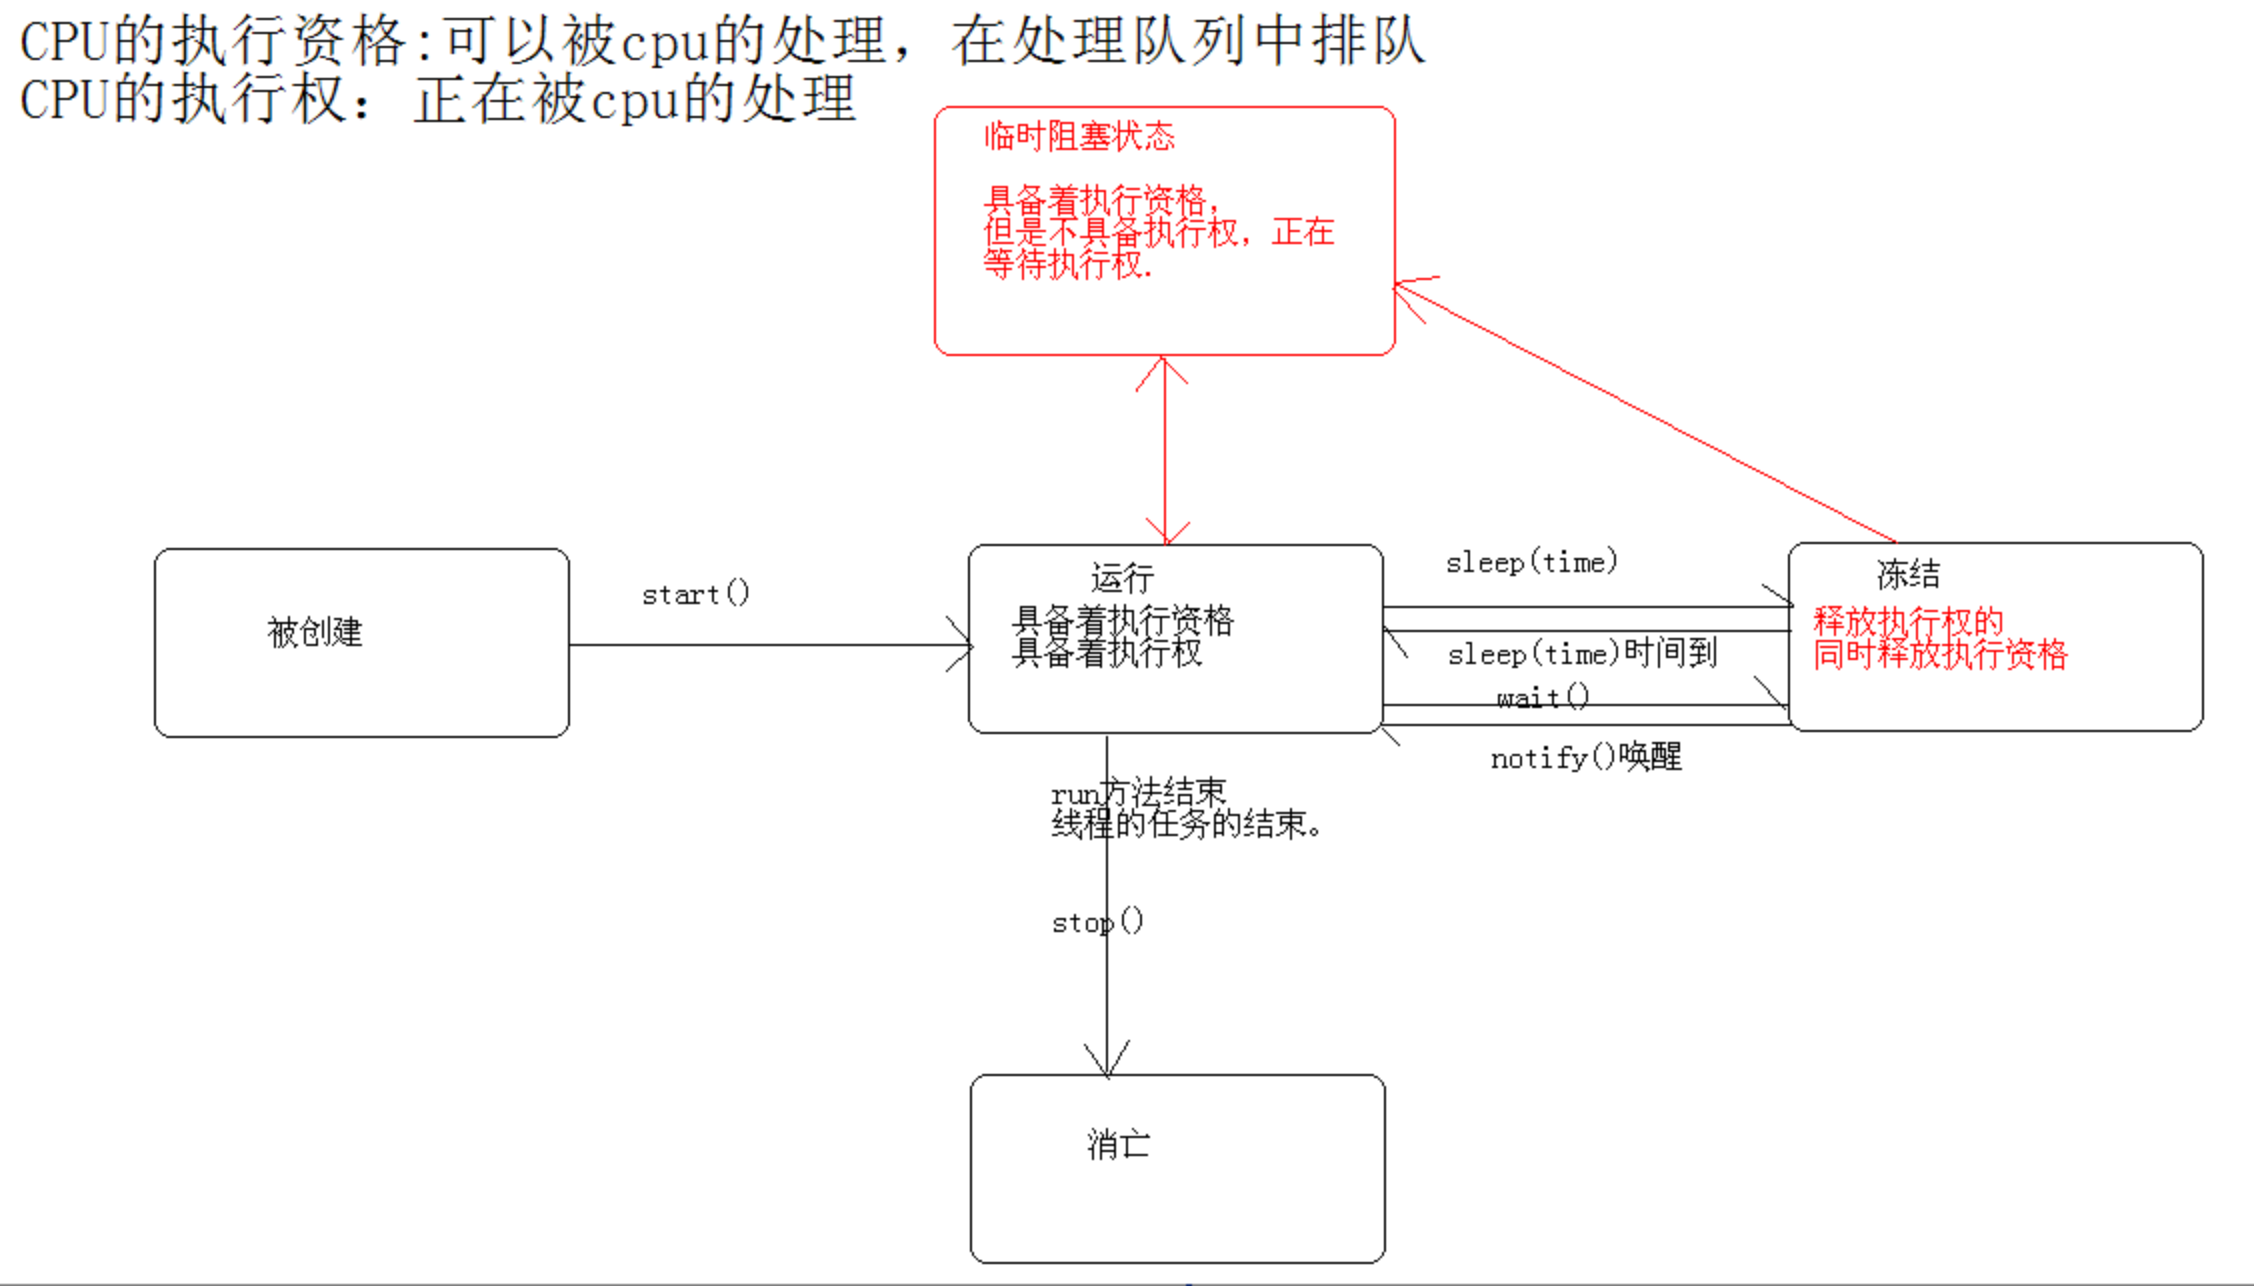 CPU的执行资格:可以被cpu的处理，在处理队列中排队
CPU的执行权：正在被cpu的处理
临时阻塞状态
具备着执行资格，
但是不具备执行权，正在
等待执行权.
被创建
start()
运行
具备着执行资格
具备着执行权
sleep(time)
sleep(time)时间到
wait()
notify()唤醒
冻结
释放执行权的
同时释放执行资格
run方法结束
线程的任务的结束。
stop()
消亡